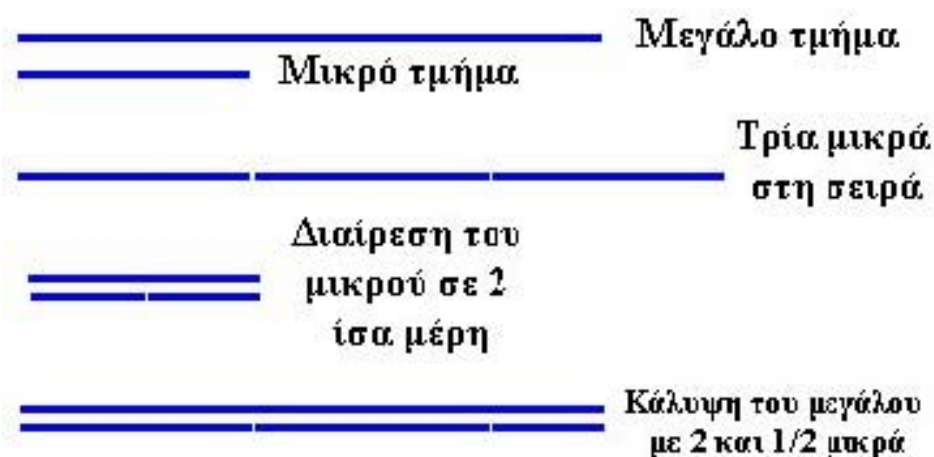 Μεγάλο τμήμα
Μικρό τμήμα
Τρία μικρά
στη σειρά
Διαίρεση του
μικρού σε 2
ίσα μέρη
Κάλυψη του μεγάλου
με 2 και 1/2 μικρά